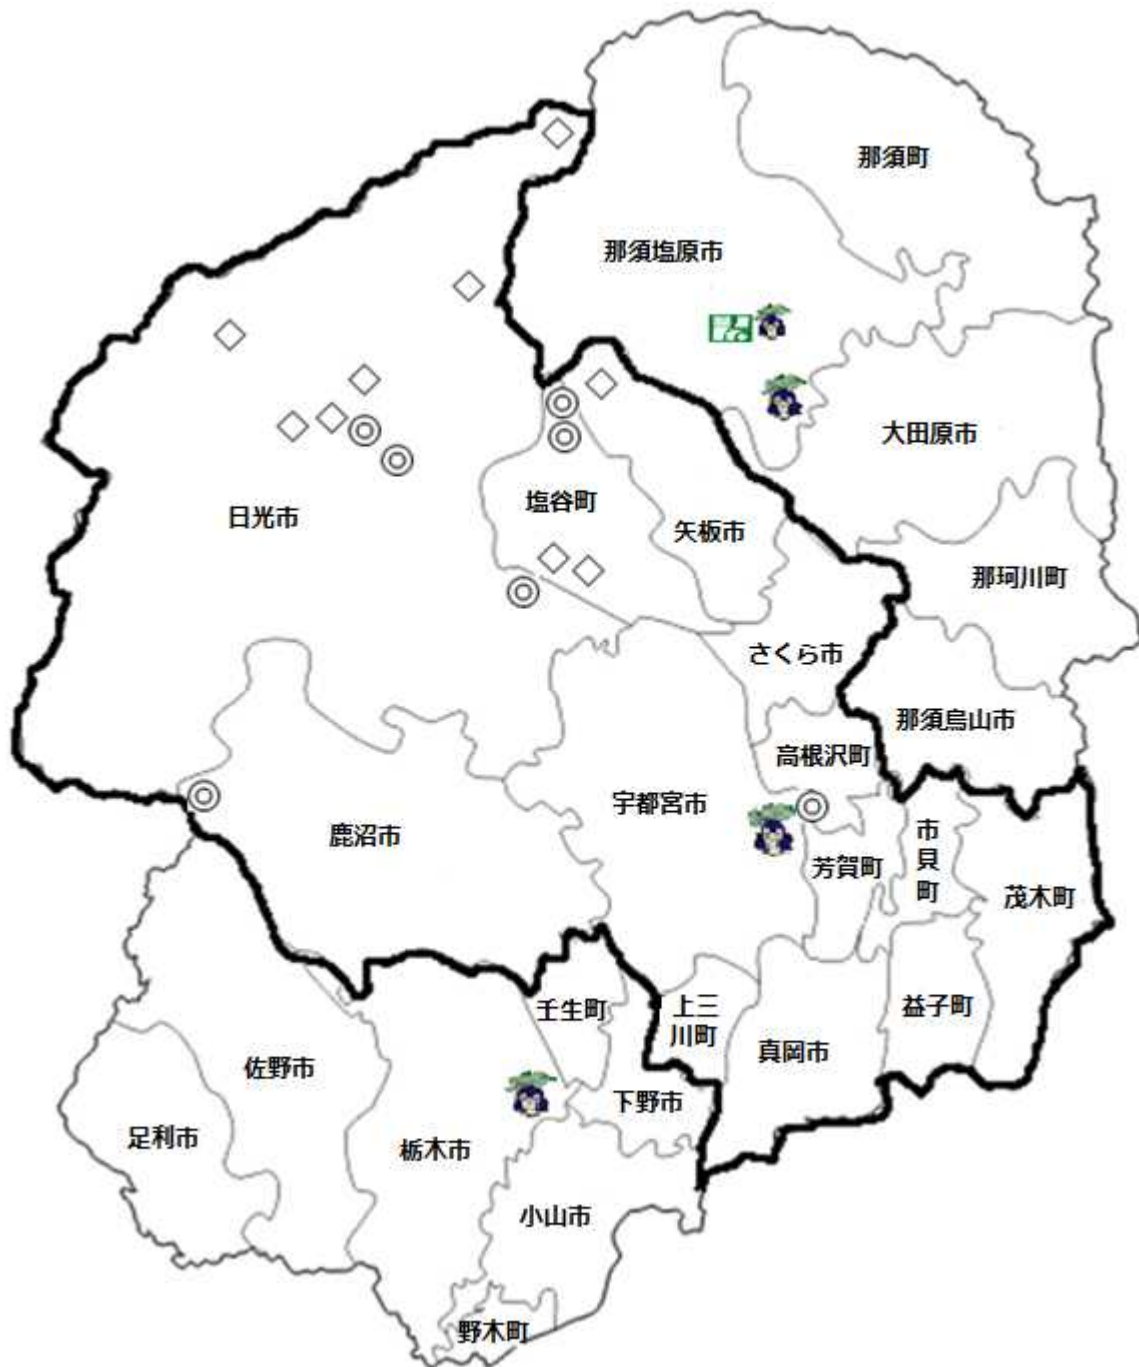 那須町
那須塩原市
大田原市
日光市
塩谷町
矢板市
那珂川町
さくら市
那須烏山市
高根沢町
宇都宮市
鹿沼市
芳賀町
市貝町
茂木町
壬生町
上三
川町
益子町
真岡市
佐野市
下野市
足利市
栃木市
小山市
野木町